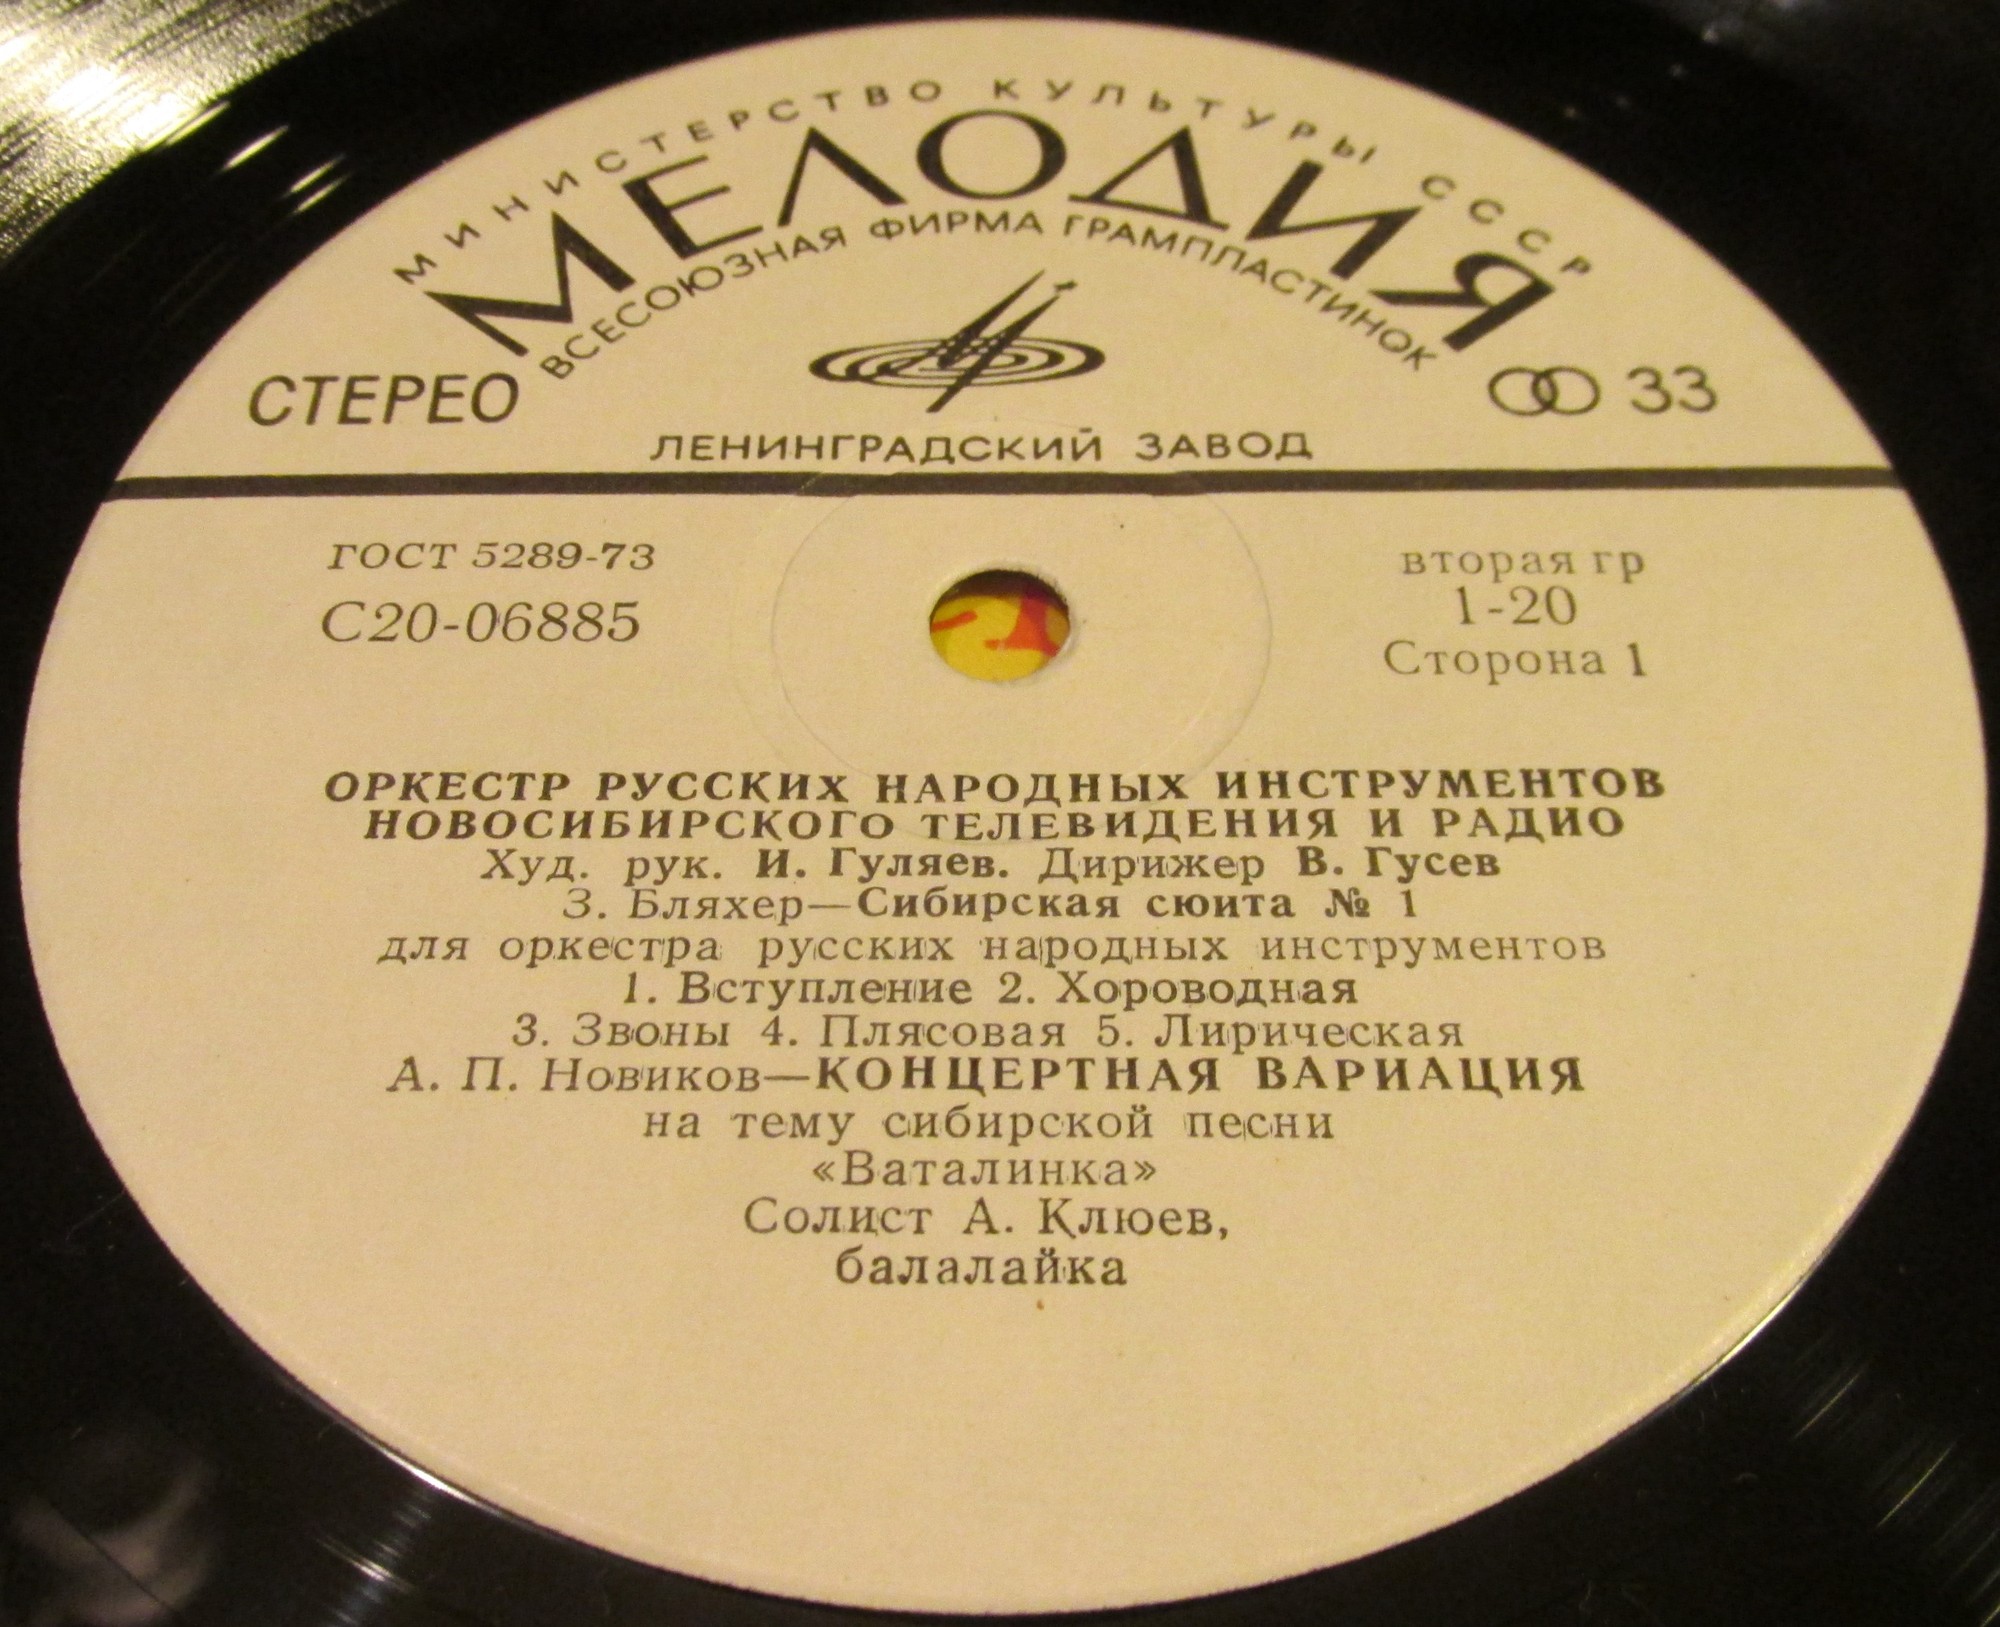 МИНИСТЕРСТВО КУЛЬТУРЫ СССР
МЕЛОДИЯ
ВСЕСОЮЗНАЯ ФИРМА ГРАМПЛАСТИНОК
СТЕРЕО
33
ЛЕНИНГРАДСКИЙ ЗАВОД
ГОСТ 5289-73
С20-06885
вторая гр
1-20
Сторона 1
ОРКЕСТР РУССКИХ НАРОДНЫХ ИНСТРУМЕНТОВ
НОВОСИБИРСКОГО ТЕЛЕВИДЕНИЯ И РАДИО
Худ. рук. И. Гуляев. Дирижер В. Гусев
З. Бляхер—Сибирская сюита № 1
для оркестра русских народных инструментов
1. Вступление 2. Хороводная
3. Звоны 4. Плясовая 5. Лирическая
А. П. Новиков—КОНЦЕРТНАЯ ВАРИАЦИЯ
на тему сибирской песни
«Ваталинка»
Солист А. Клюев,
балалайка